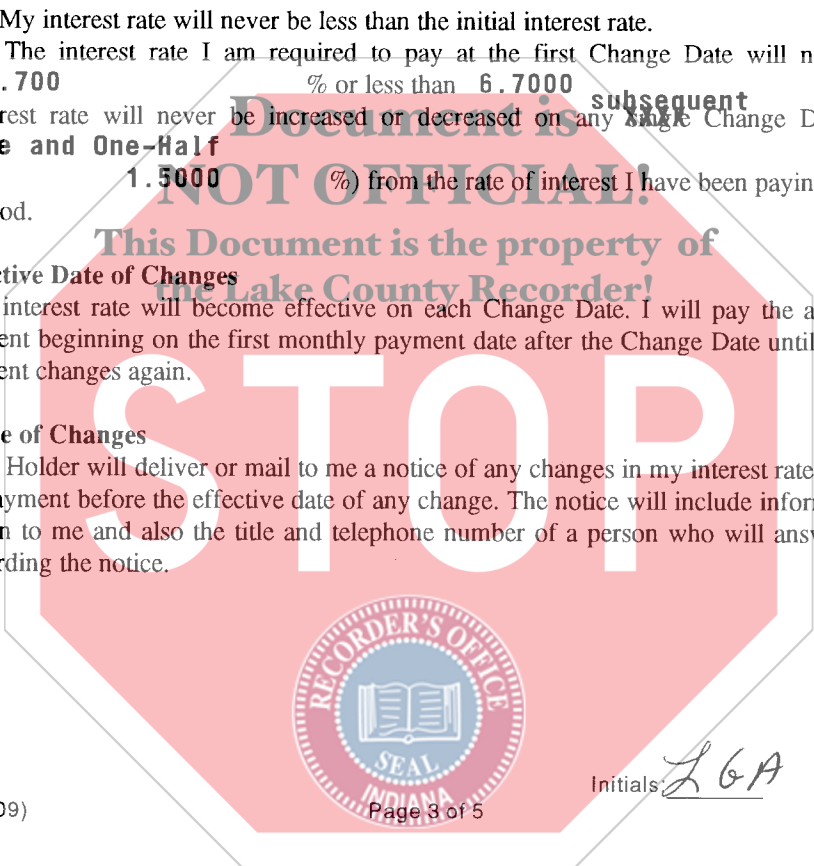 My interest rate will never be less than the initial interest rate.
The interest rate I am required to pay at the first Change Date will n
.700 % or less than 6.7000
subsequent
rest rate will never be increased or decreased on any single Change D
e and One-Half
1.5000 %) from the rate of interest I have been payin
od.
Document is
NOT OFFICIAL!
This Document is the property of
the Lake County Recorder!
ctive Date of Changes
interest rate will become effective on each Change Date. I will pay the a
ent beginning on the first monthly payment date after the Change Date until
ent changes again.
STOP
e of Changes
Holder will deliver or mail to me a notice of any changes in my interest rate
yment before the effective date of any change. The notice will include infor
n to me and also the title and telephone number of a person who will ans
rding the notice.
RECORDER'S OFFICE
SEAL
INDIANA
Initials: LGA
09)
Page 3 of 5